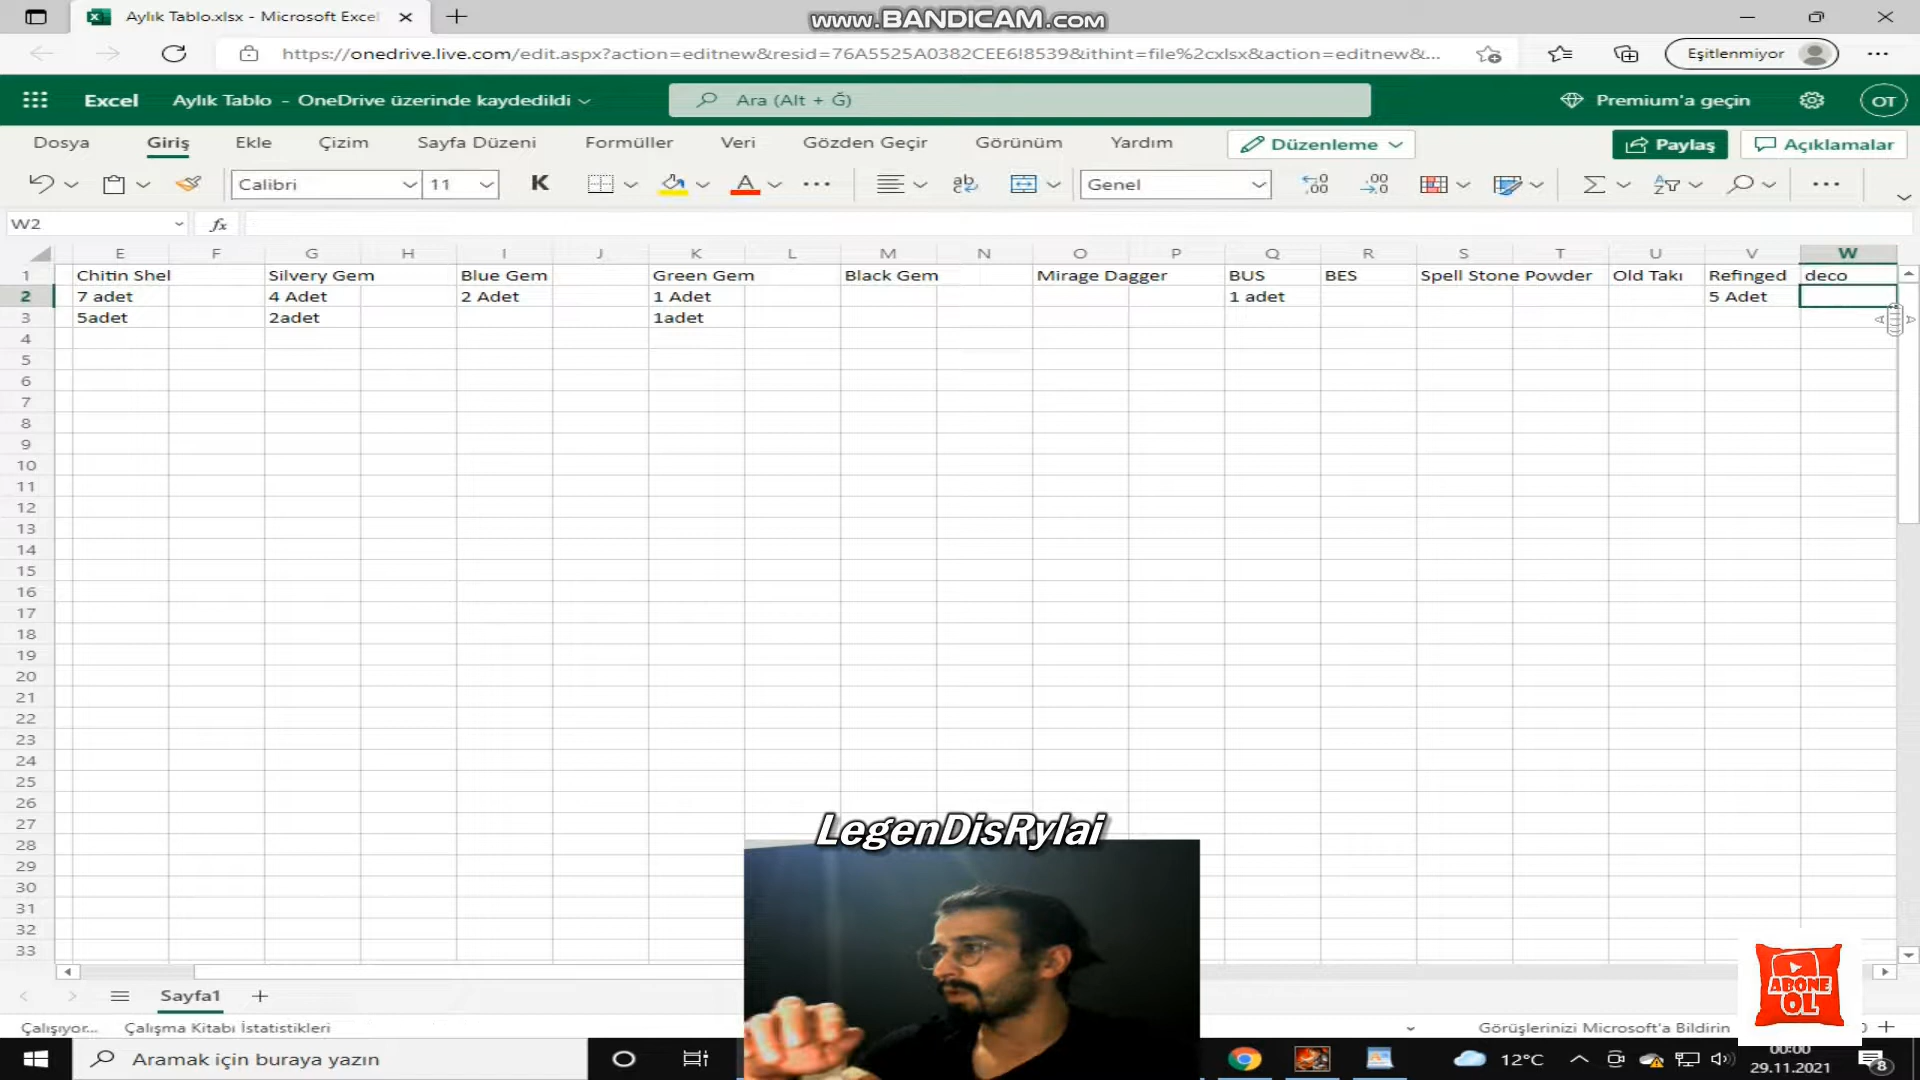 Aylık Tablo.xlsx - Microsoft Excel
www.BANDICAM.com
https://onedrive.live.com/edit.aspx?action=editnew&resid=76A5525A0382CEE6!8539&ithint=file%2cxlsx&action=editnew&...
Eşitlenmiyor
Excel
Aylık Tablo - OneDrive üzerinde kaydedildi
Ara (Alt + Ğ)
Premium'a geçin
OT
Dosya Giriş Ekle Çizim Sayfa Düzeni Formüller Veri Gözden Geçir Görünüm Yardım
Düzenleme
Paylaş
Açıklamalar
Calibri 11 K A ab Genel
W2
fx
E F G H I J K L M N O P Q R S T U V W
1 Chitin Shel Silvery Gem Blue Gem Green Gem Black Gem Mirage Dagger BUS BES Spell Stone Powder Old Takı Refinged deco
2 7 adet 4 Adet 2 Adet 1 Adet 1 adet 5 Adet
3 5adet 2adet 1adet
4
5
6
7
8
9
10
11
12
13
14
15
16
17
18
19
20
21
22
23
24
25
26
27
28
29
30
31
32
33
LegenDisRylai
ABONE
OL
Sayfa1
Çalışıyor... Çalışma Kitabı İstatistikleri
Görüşlerinizi Microsoft'a Bildirin
Aramak için buraya yazın
12°C
00:00
29.11.2021
8